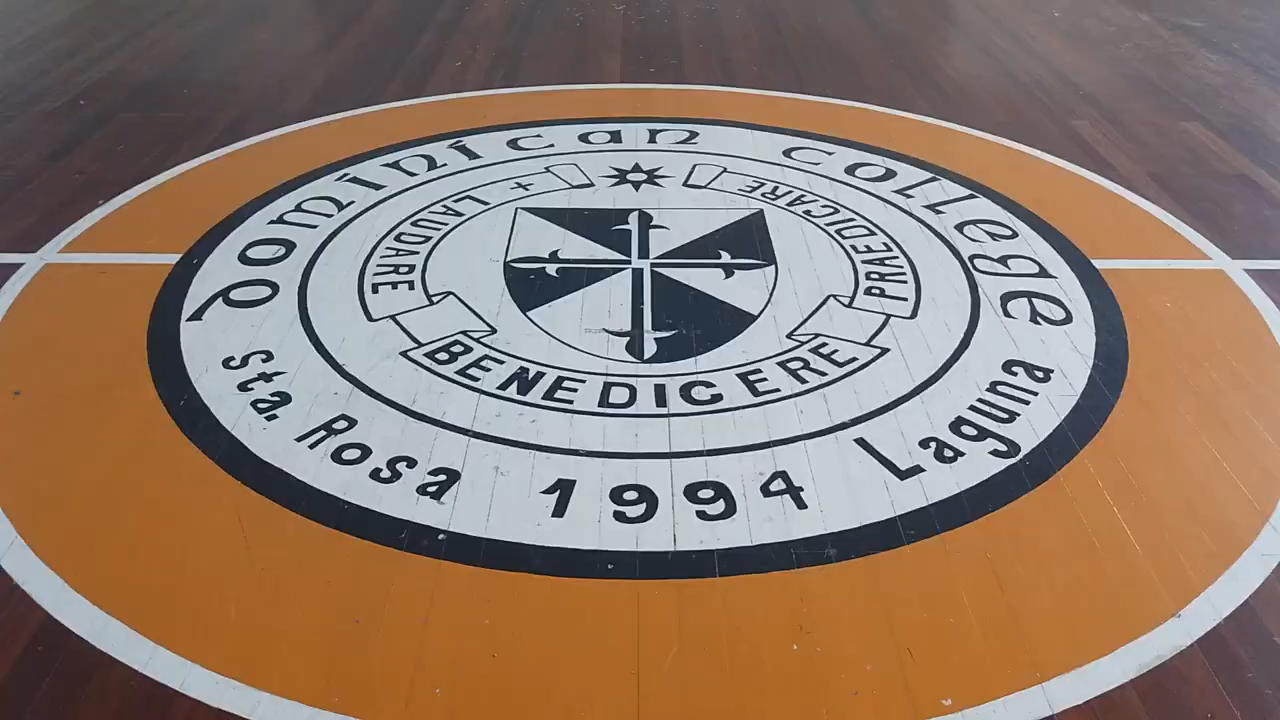 Dominican College
LAUDARE
BENEDICERE
PRAEDICARE
Sta. Rosa 1994 Laguna